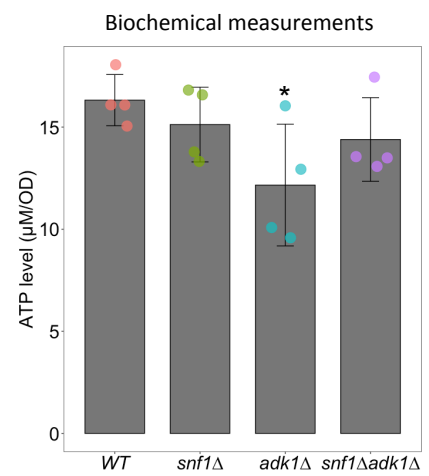 Biochemical measurements
ATP level (µM/OD)
15
10
5
0
*
WT snf1Δ adk1Δ snf1Δadk1Δ